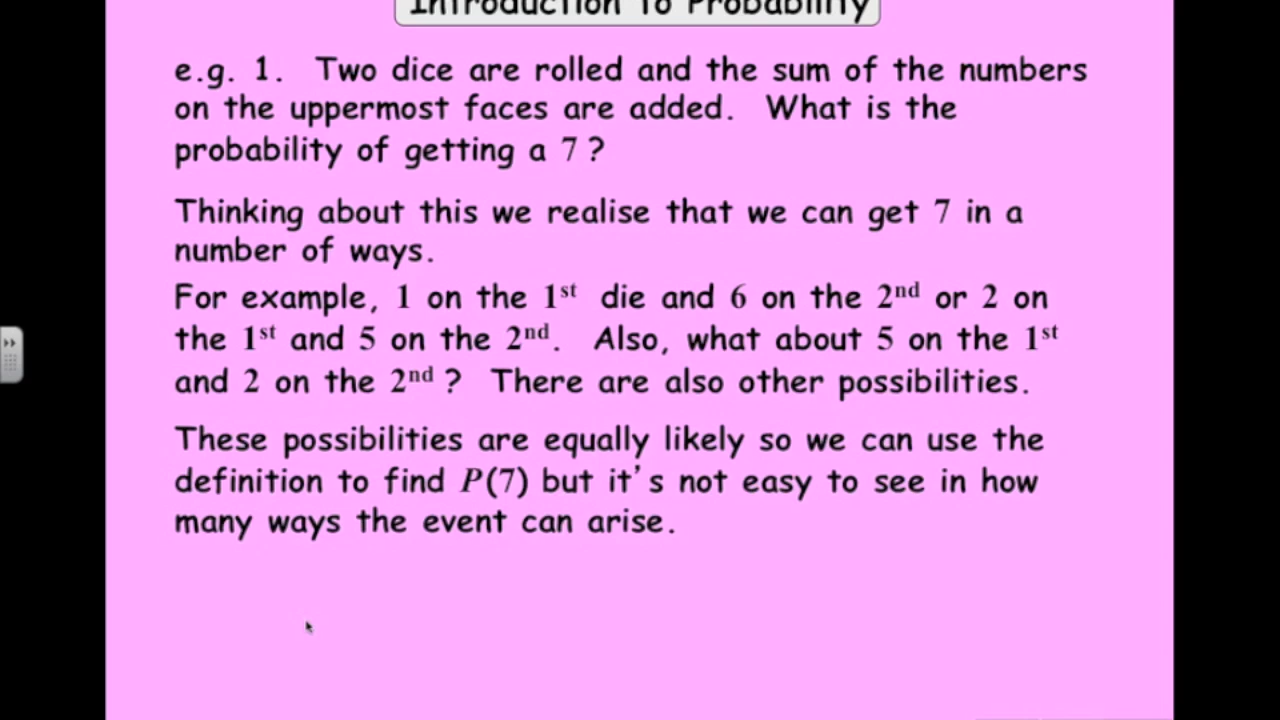 Introduction to Probability
e.g. 1. Two dice are rolled and the sum of the numbers
on the uppermost faces are added. What is the
probability of getting a 7 ?
Thinking about this we realise that we can get 7 in a
number of ways.
For example, 1 on the 1st die and 6 on the 2nd or 2 on
the 1st and 5 on the 2nd. Also, what about 5 on the 1st
and 2 on the 2nd ? There are also other possibilities.
These possibilities are equally likely so we can use the
definition to find P(7) but it's not easy to see in how
many ways the event can arise.